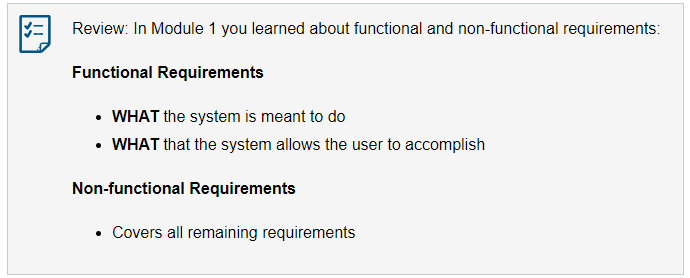 Review: In Module 1 you learned about functional and non-functional requirements:
Functional Requirements
• WHAT the system is meant to do
• WHAT that the system allows the user to accomplish
Non-functional Requirements
• Covers all remaining requirements